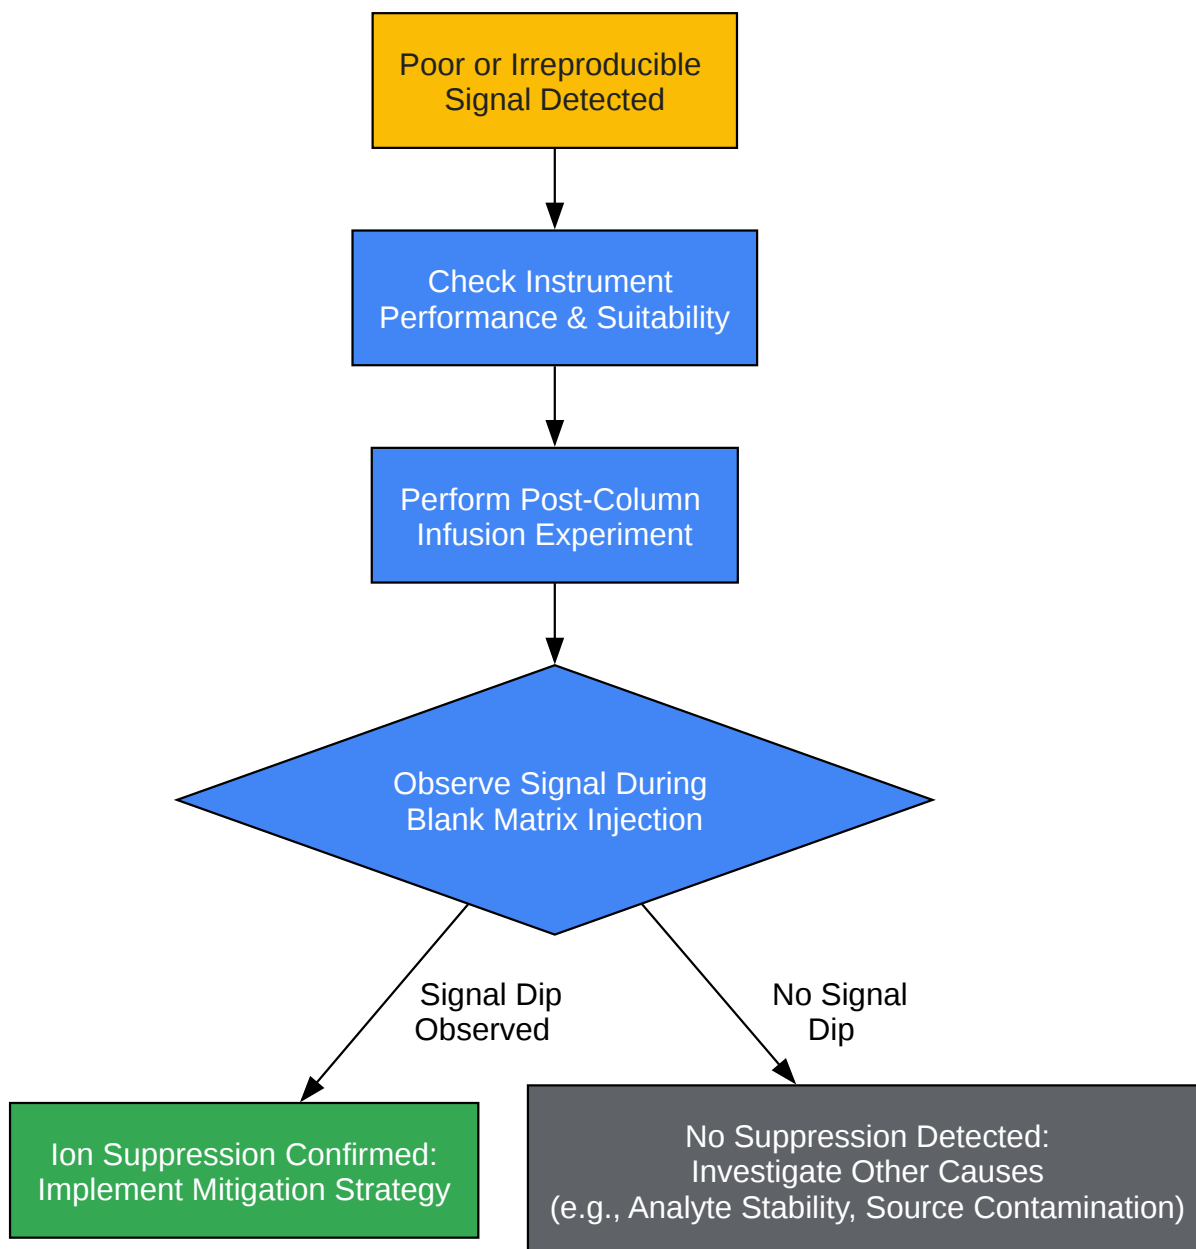 Poor or Irreproducible
Signal Detected
Check Instrument
Performance & Suitability
Perform Post-Column
Infusion Experiment
Observe Signal During
Blank Matrix Injection
Signal Dip
Observed
No Signal
Dip
Ion Suppression Confirmed:
Implement Mitigation Strategy
No Suppression Detected:
Investigate Other Causes
(e.g., Analyte Stability, Source Contamination)